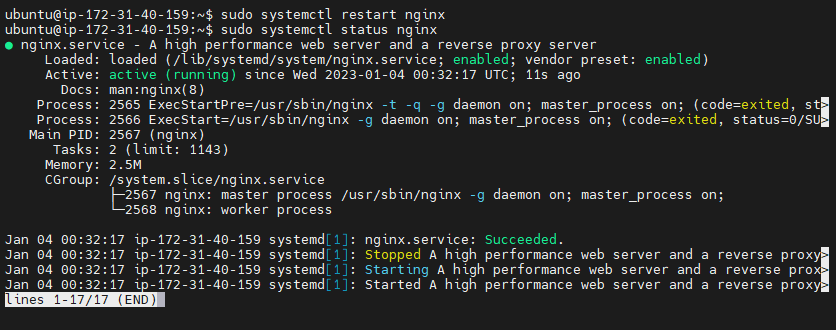 ubuntu@ip-172-31-40-159:~$ sudo systemctl restart nginx
ubuntu@ip-172-31-40-159:~$ sudo systemctl status nginx
● nginx.service - A high performance web server and a reverse proxy server
     Loaded: loaded (/lib/systemd/system/nginx.service; enabled; vendor preset: enabled)
     Active: active (running) since Wed 2023-01-04 00:32:17 UTC; 11s ago
       Docs: man:nginx(8)
    Process: 2565 ExecStartPre=/usr/sbin/nginx -t -q -g daemon on; master_process on; (code=exited, st>
    Process: 2566 ExecStart=/usr/sbin/nginx -g daemon on; master_process on; (code=exited, status=0/SU>
   Main PID: 2567 (nginx)
      Tasks: 2 (limit: 1143)
     Memory: 2.5M
     CGroup: /system.slice/nginx.service
             ├─2567 nginx: master process /usr/sbin/nginx -g daemon on; master_process on;
             └─2568 nginx: worker process
Jan 04 00:32:17 ip-172-31-40-159 systemd[1]: nginx.service: Succeeded.
Jan 04 00:32:17 ip-172-31-40-159 systemd[1]: Stopped A high performance web server and a reverse proxy>
Jan 04 00:32:17 ip-172-31-40-159 systemd[1]: Starting A high performance web server and a reverse prox>
Jan 04 00:32:17 ip-172-31-40-159 systemd[1]: Started A high performance web server and a reverse proxy>
lines 1-17/17 (END)